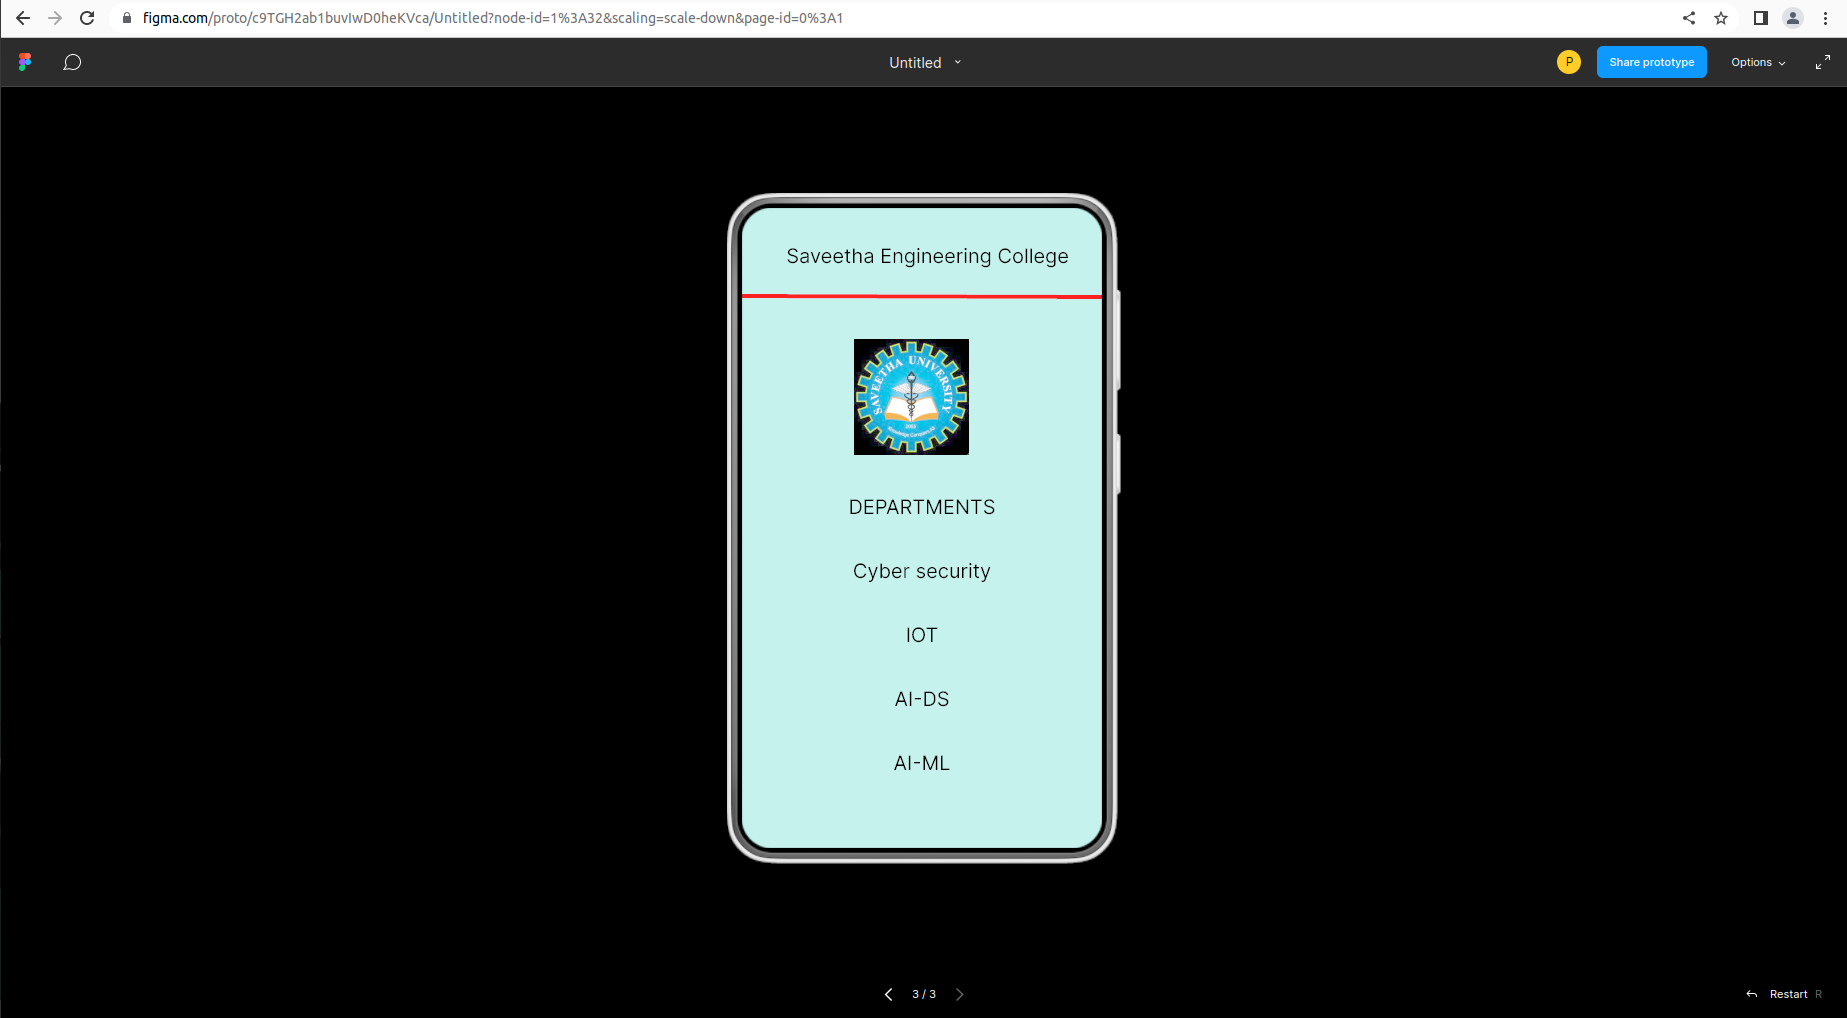 figma.com/proto/c9TGH2ab1buvIwD0heKVca/Untitled?node-id=1%3A32&scaling=scale-down&page-id=0%3A1
Untitled
P
Share prototype
Options
Saveetha Engineering College
SAVEETHA UNIVERSITY
DEPARTMENTS
Cyber security
IOT
AI-DS
AI-ML
3 / 3
Restart R